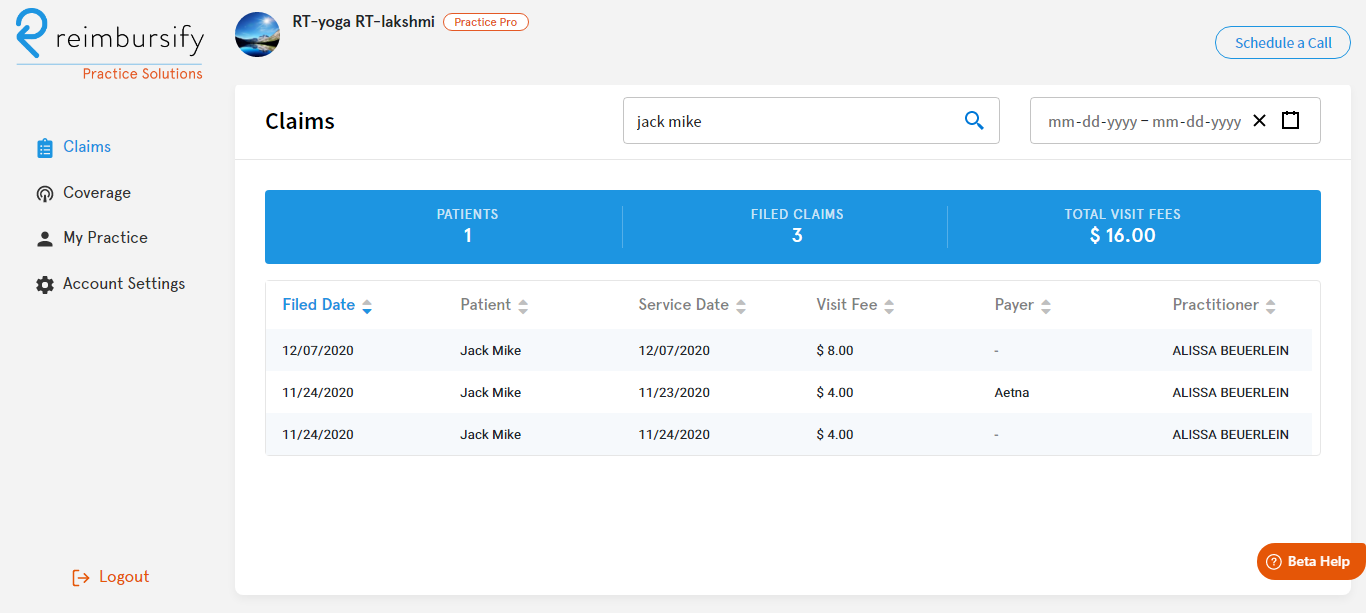 reimbursify
Practice Solutions
RT-yoga RT-lakshmi
Practice Pro
Schedule a Call
Claims
Coverage
My Practice
Account Settings
Logout
Claims
jack mike
mm-dd-yyyy – mm-dd-yyyy
PATIENTS FILED CLAIMS TOTAL VISIT FEES
1 3 $ 16.00
Filed Date Patient Service Date Visit Fee Payer Practitioner
12/07/2020 Jack Mike 12/07/2020 $ 8.00 - ALISSA BEUERLEIN
11/24/2020 Jack Mike 11/23/2020 $ 4.00 Aetna ALISSA BEUERLEIN
11/24/2020 Jack Mike 11/24/2020 $ 4.00 - ALISSA BEUERLEIN
Beta Help